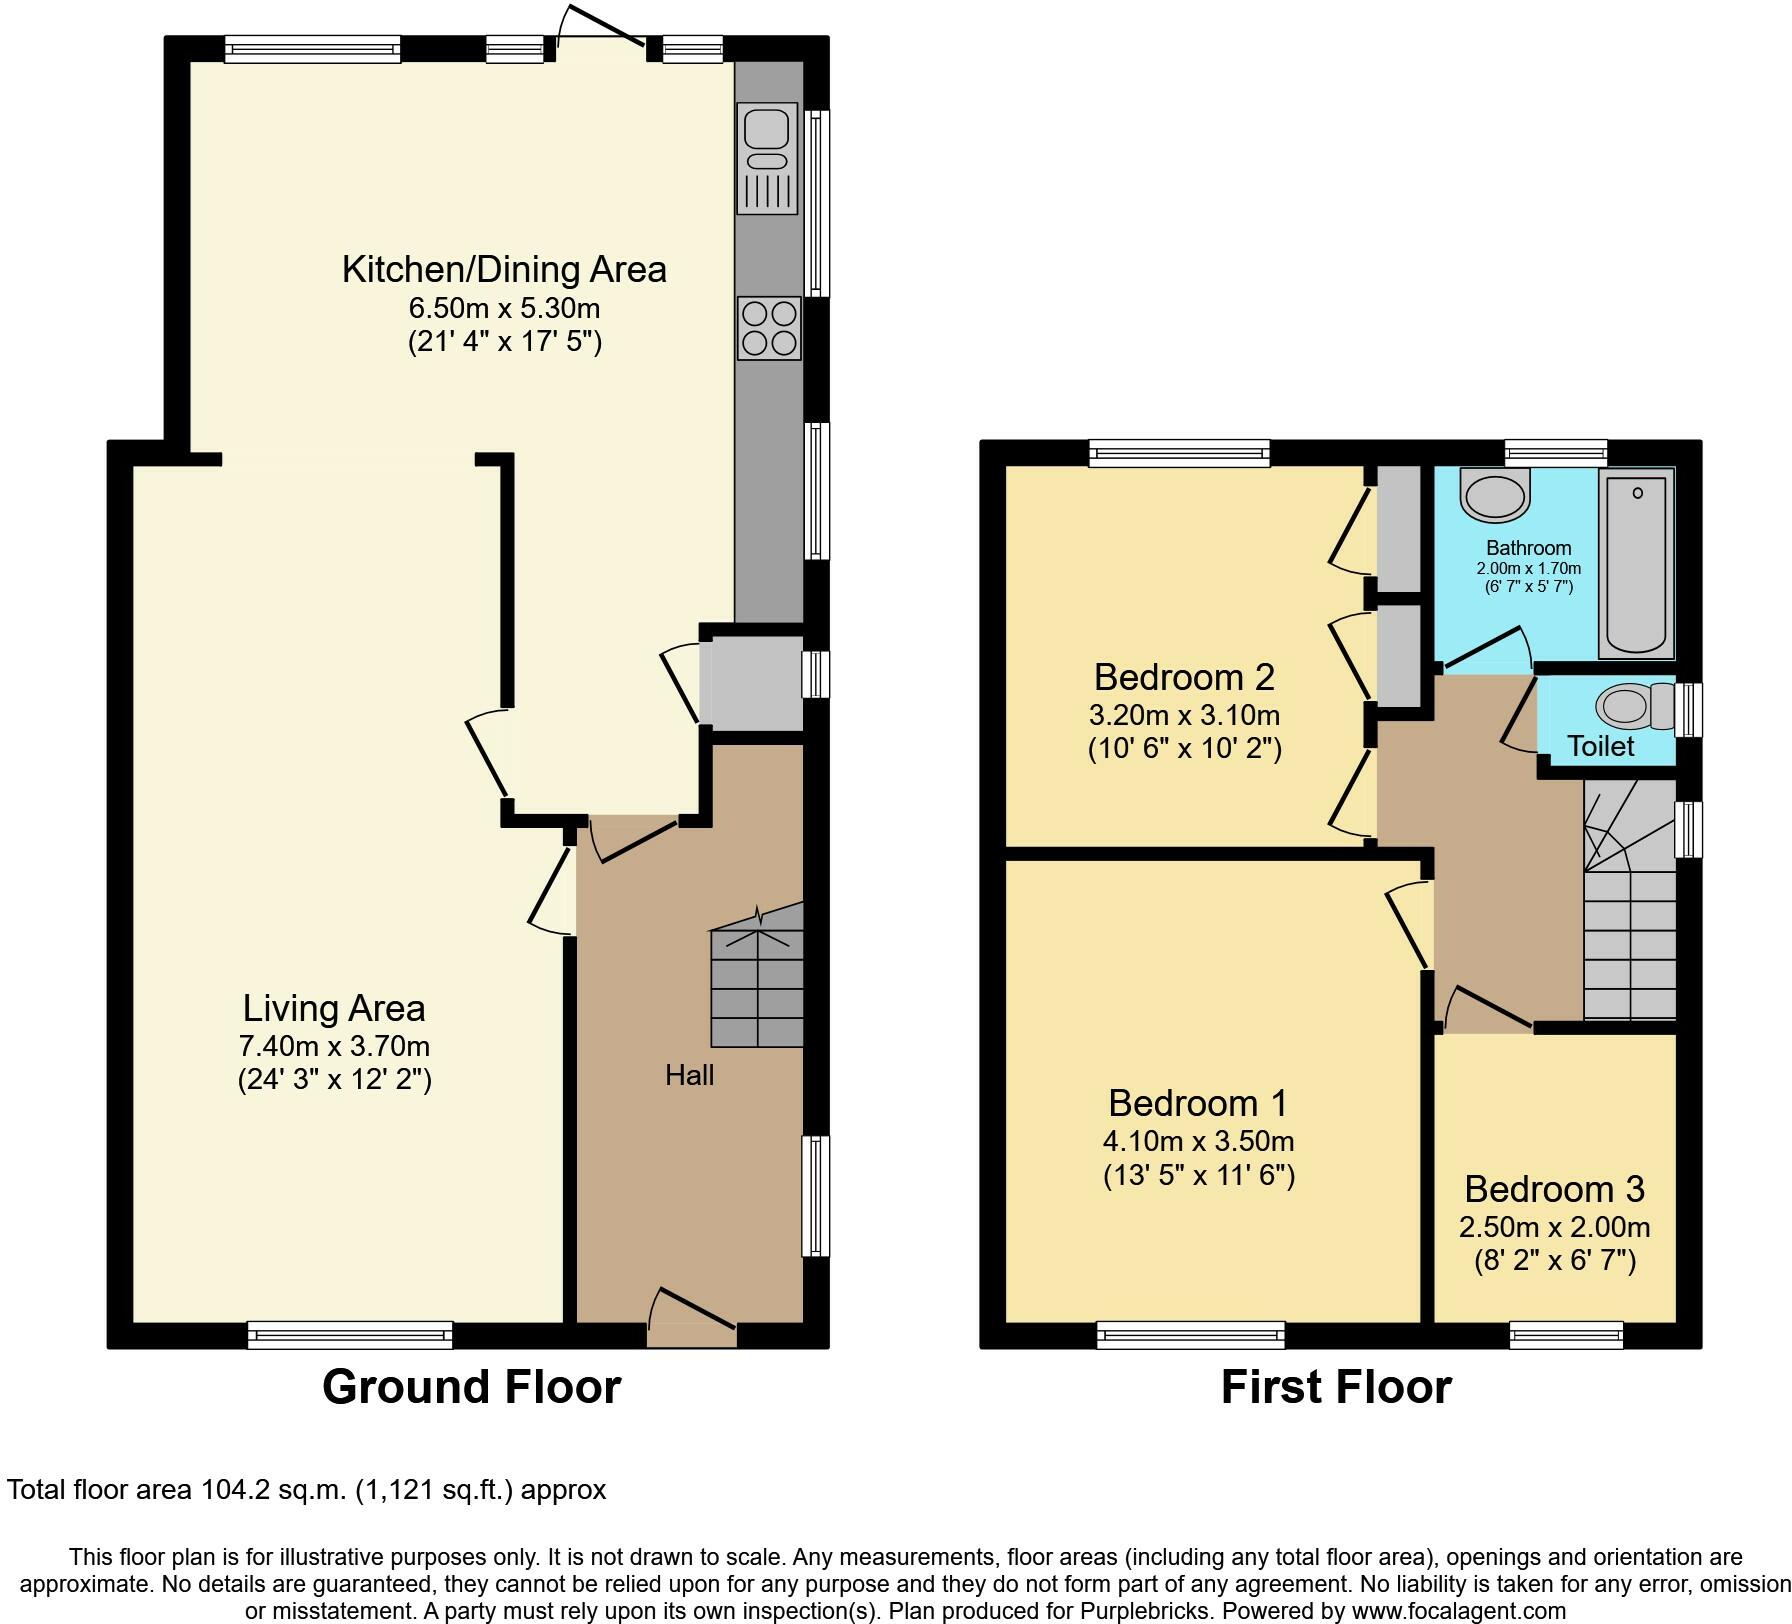 Kitchen/Dining Area
6.50m x 5.30m
(21' 4" x 17' 5")
Living Area
7.40m x 3.70m
(24' 3" x 12' 2")
Hall
Ground Floor
Bathroom
2.00m x 1.70m
(6' 7" x 5' 7")
Bedroom 2
3.20m x 3.10m
(10' 6" x 10' 2")
Toilet
Bedroom 1
4.10m x 3.50m
(13' 5" x 11' 6")
Bedroom 3
2.50m x 2.00m
(8' 2" x 6' 7")
First Floor
Total floor area 104.2 sq.m. (1,121 sq.ft.) approx
This floor plan is for illustrative purposes only. It is not drawn to scale. Any measurements, floor areas (including any total floor area), openings and orientation are
approximate. No details are guaranteed, they cannot be relied upon for any purpose and they do not form part of any agreement. No liability is taken for any error, omission
or misstatement. A party must rely upon its own inspection(s). Plan produced for Purplebricks. Powered by www.focalagent.com